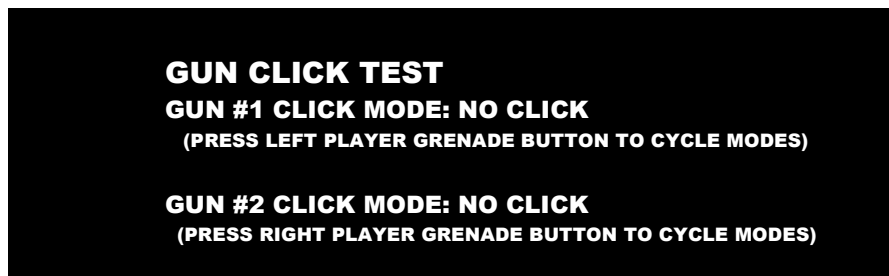 GUN CLICK TEST
GUN #1 CLICK MODE: NO CLICK
(PRESS LEFT PLAYER GRENADE BUTTON TO CYCLE MODES)
GUN #2 CLICK MODE: NO CLICK
(PRESS RIGHT PLAYER GRENADE BUTTON TO CYCLE MODES)